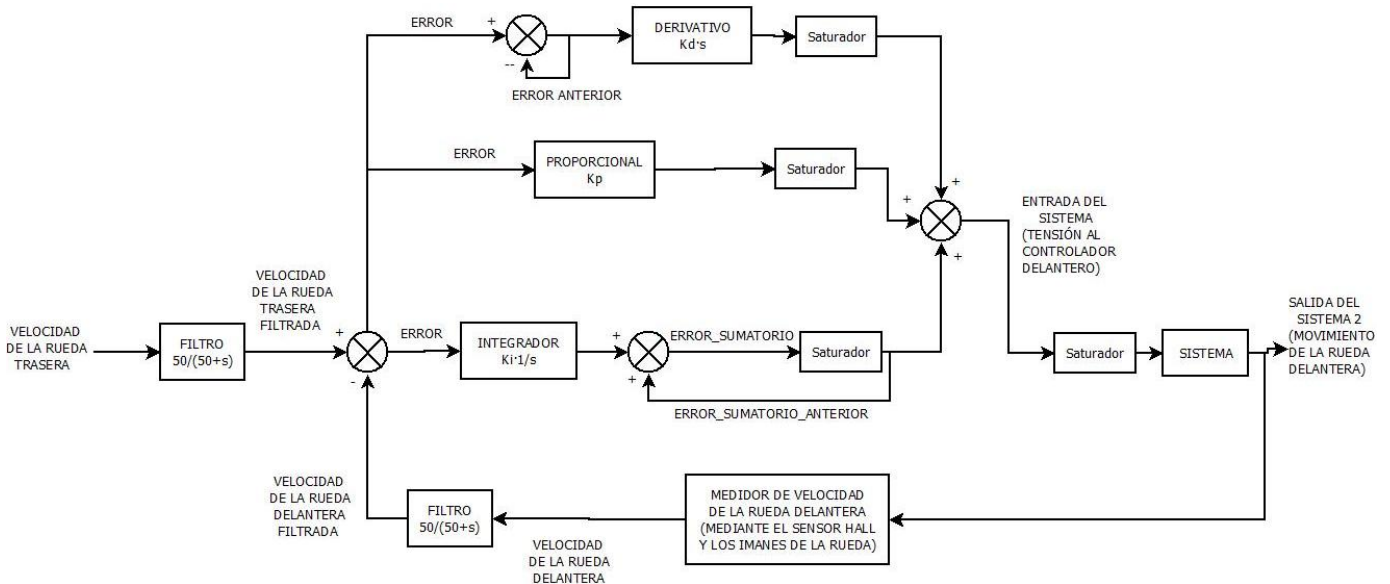 ERROR
+
--
ERROR ANTERIOR
DERIVATIVO
Kd·s
Saturador
+
ERROR
PROPORCIONAL
Kp
Saturador
+
+
ENTRADA DEL
SISTEMA
(TENSIÓN AL
CONTROLADOR
DELANTERO)
VELOCIDAD
DE LA RUEDA
TRASERA
FILTRO
50/(50+s)
VELOCIDAD
DE LA RUEDA
TRASERA
FILTRADA
+
-
ERROR
INTEGRADOR
Ki·1/s
+
+
ERROR_SUMATORIO
Saturador
ERROR_SUMATORIO_ANTERIOR
Saturador
SISTEMA
SALIDA DEL
SISTEMA 2
(MOVIMIENTO
DE LA RUEDA
DELANTERA)
VELOCIDAD
DE LA RUEDA
DELANTERA
FILTRADA
FILTRO
50/(50+s)
VELOCIDAD
DE LA RUEDA
DELANTERA
MEDIDOR DE VELOCIDAD
DE LA RUEDA DELANTERA
(MEDIANTE EL SENSOR HALL
Y LOS IMANES DE LA RUEDA)